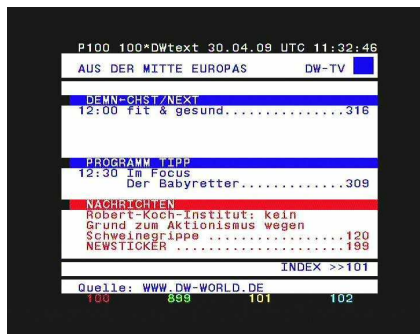 P100 100*DWtext 30.04.09 UTC 11:32:46
AUS DER MITTE EUROPAS DW-TV
DEMN←CHST/NEXT
12:00 fit & gesund..............316
PROGRAMM TIPP
12:30 Im Focus
Der Babyretter.............309
NACHRICHTEN
Robert-Koch-Institut: kein
Grund zum Aktionismus wegen
Schweinegrippe .................120
NEWSTICKER .....................199
INDEX >>101
Quelle: WWW.DW-WORLD.DE
100 899 101 102